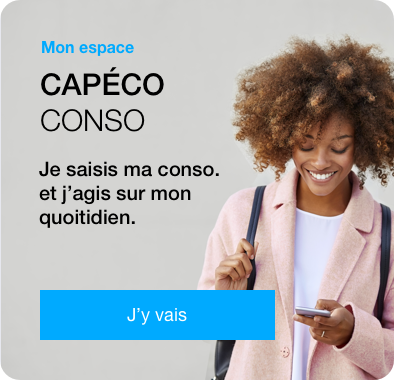 Mon espace
CAPÉCO
CONSO
Je saisis ma conso.
et j’agis sur mon
quoitidien.
J’y vais